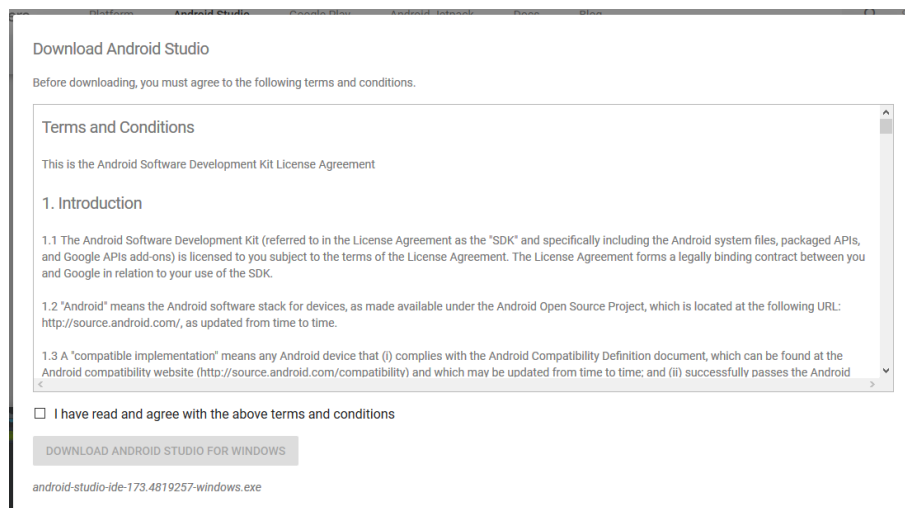 Platform Android Studio Google Play Android Jetpack Docs Blog
Download Android Studio
Before downloading, you must agree to the following terms and conditions.
Terms and Conditions
This is the Android Software Development Kit License Agreement
1. Introduction
1.1 The Android Software Development Kit (referred to in the License Agreement as the "SDK" and specifically including the Android system files, packaged APIs,
and Google APIs add-ons) is licensed to you subject to the terms of the License Agreement. The License Agreement forms a legally binding contract between you
and Google in relation to your use of the SDK.
1.2 "Android" means the Android software stack for devices, as made available under the Android Open Source Project, which is located at the following URL:
http://source.android.com/, as updated from time to time.
1.3 A "compatible implementation" means any Android device that (i) complies with the Android Compatibility Definition document, which can be found at the
Android compatibility website (http://source.android.com/compatibility) and which may be updated from time to time; and (ii) successfully passes the Android
I have read and agree with the above terms and conditions
DOWNLOAD ANDROID STUDIO FOR WINDOWS
android-studio-ide-173.4819257-windows.exe